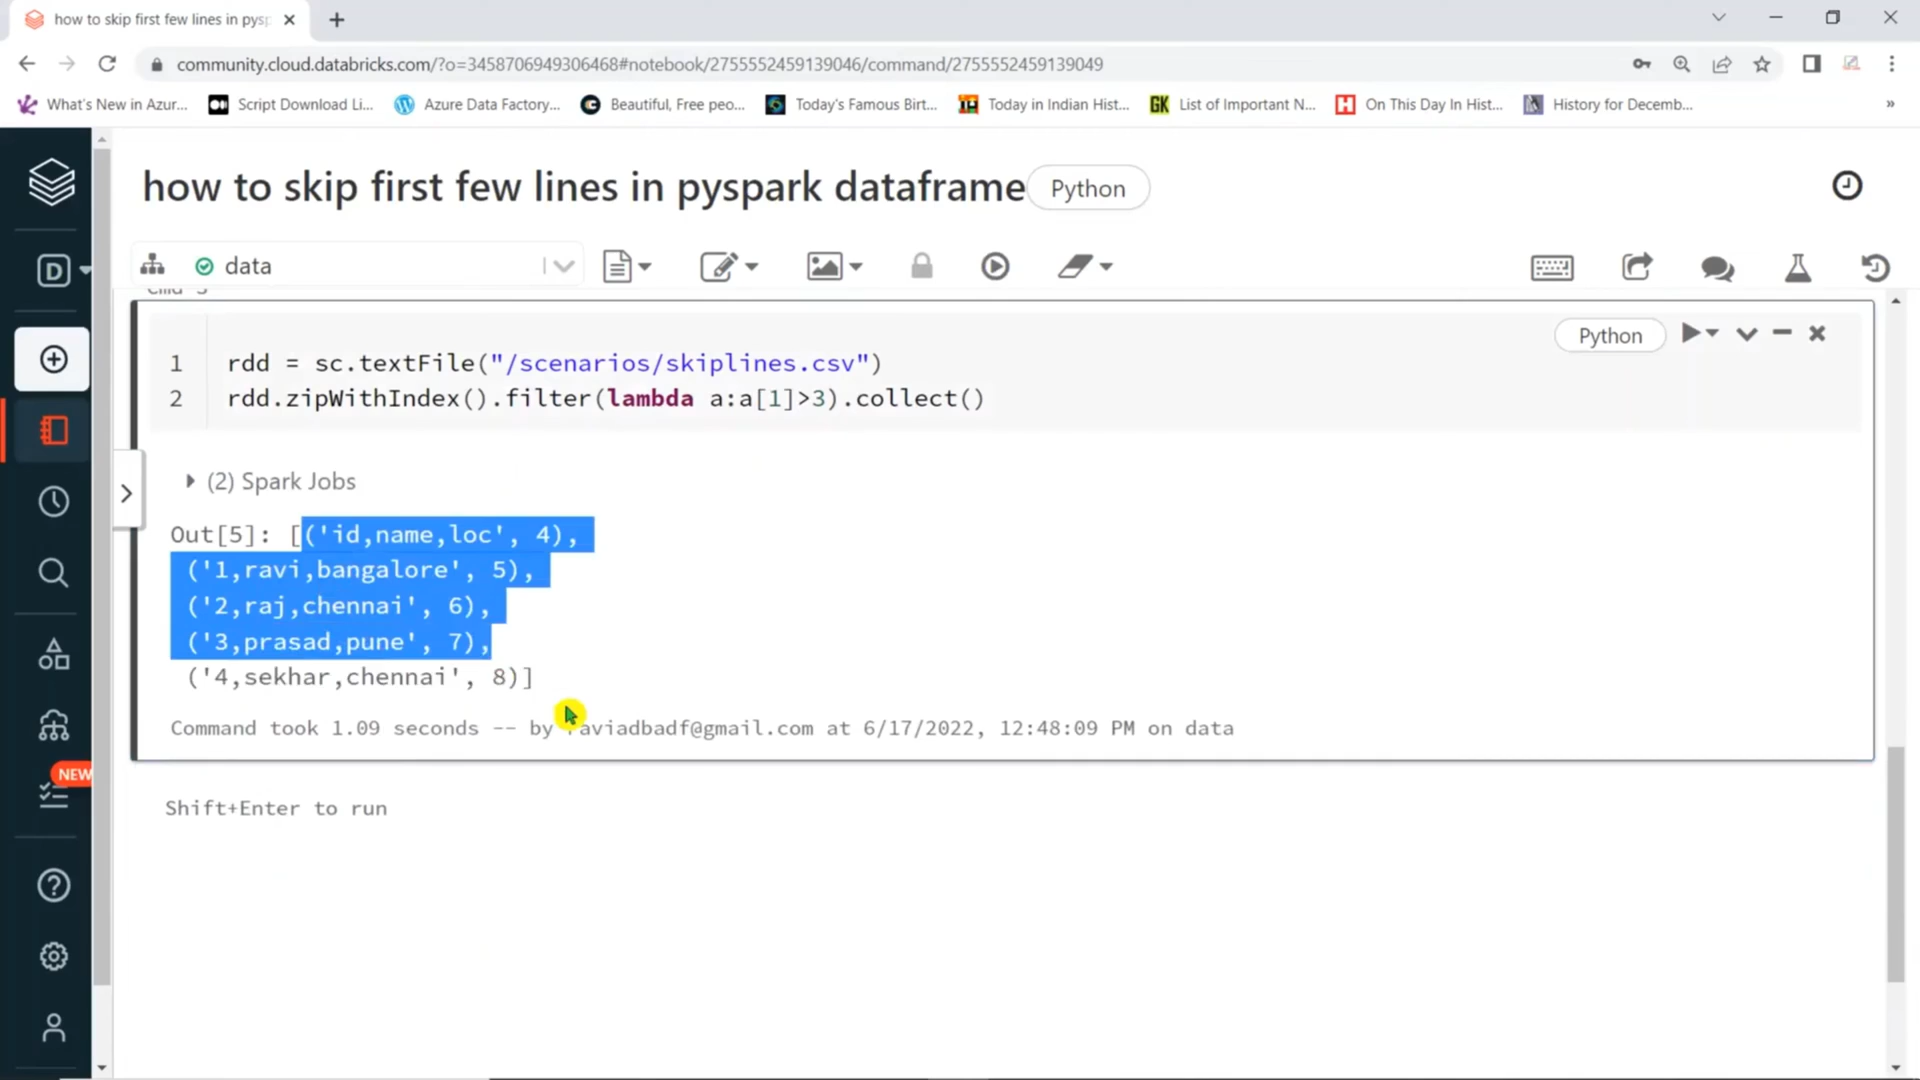 how to skip first few lines in pysp
community.cloud.databricks.com/?o=3458706949306468#notebook/2755552459139046/command/2755552459139049
What's New in Azur... Script Download Li... Azure Data Factory... Beautiful, Free peo... Today's Famous Birt... Today in Indian Hist... GK List of Important N... H On This Day In Hist... History for Decemb... »
how to skip first few lines in pyspark dataframe Python
D data
Python
1 rdd = sc.textFile("/scenarios/skiplines.csv")
2 rdd.zipWithIndex().filter(lambda a:a[1]>3).collect()
(2) Spark Jobs
Out[5]: [('id,name,loc', 4),
('1,ravi,bangalore', 5),
('2,raj,chennai', 6),
('3,prasad,pune', 7),
('4,sekhar,chennai', 8)]
Command took 1.09 seconds -- by raviadbadf@gmail.com at 6/17/2022, 12:48:09 PM on data
NEW
Shift+Enter to run